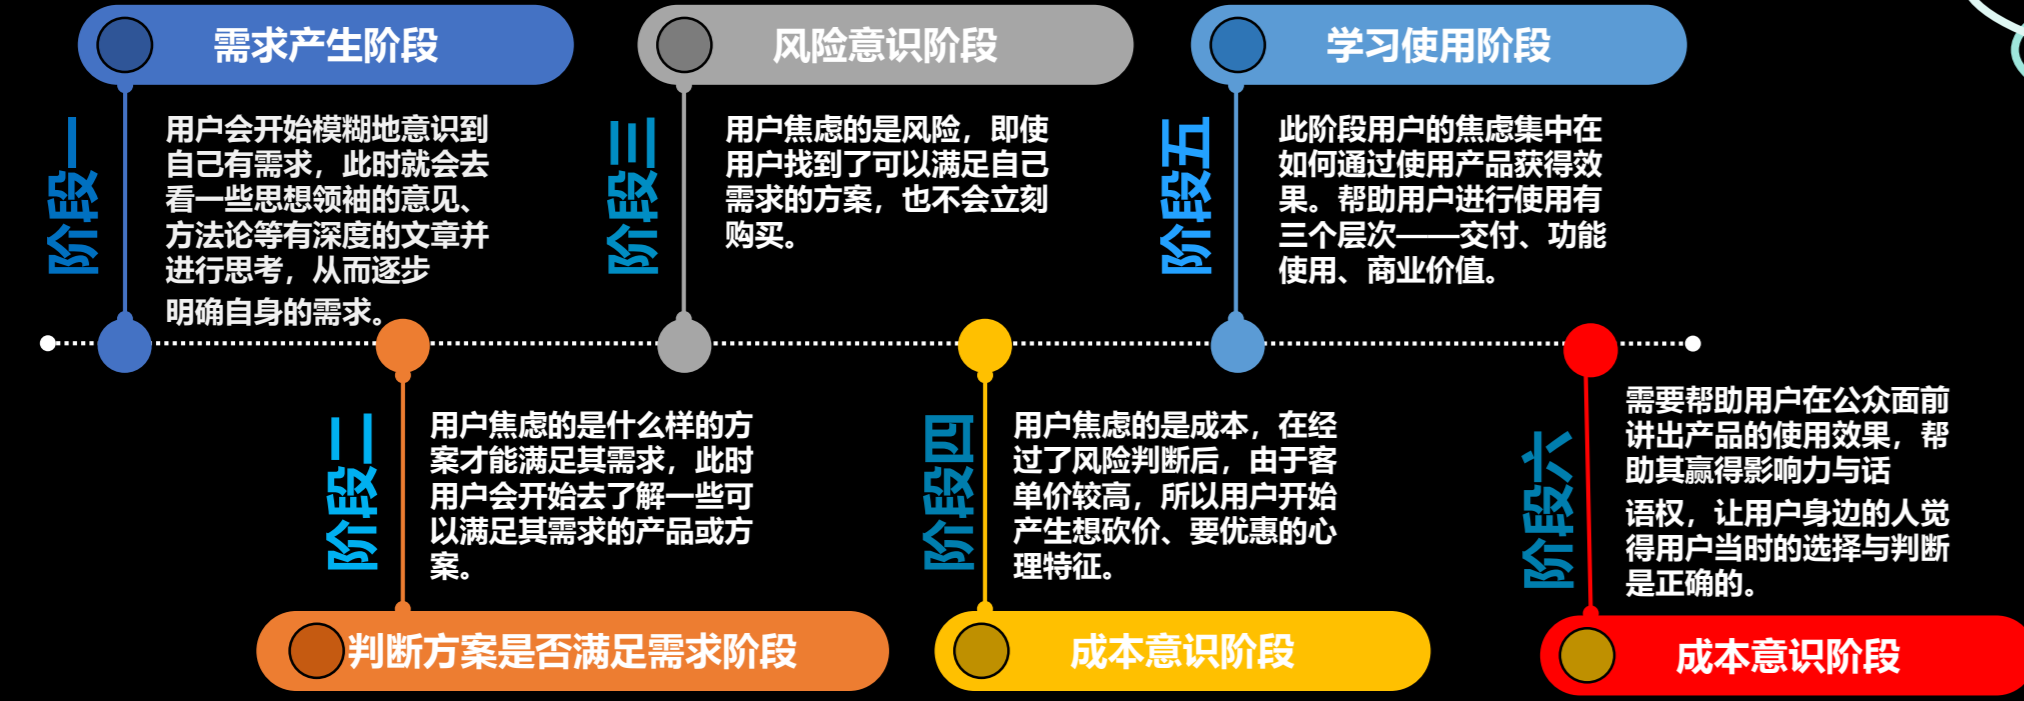 需求产生阶段
阶段一
用户会开始模糊地意识到
自己有需求，此时就会去
看一些思想领袖的意见、
方法论等有深度的文章并
进行思考，从而逐步
明确自身的需求。
阶段二
用户焦虑的是什么样的方
案才能满足其需求，此时
用户会开始去了解一些可
以满足其需求的产品或方
案。
判断方案是否满足需求阶段
风险意识阶段
阶段三
用户焦虑的是风险，即使
用户找到了可以满足自己
需求的方案，也不会立刻
购买。
阶段四
用户焦虑的是成本，在经
过了风险判断后，由于客
单价较高，所以用户开始
产生想砍价、要优惠的心
理特征。
成本意识阶段
学习使用阶段
阶段五
此阶段用户的焦虑集中在
如何通过使用产品获得效
果。帮助用户进行使用有
三个层次——交付、功能
使用、商业价值。
阶段六
需要帮助用户在公众面前
讲出产品的使用效果，帮
助其赢得影响力与话
语权，让用户身边的人觉
得用户当时的选择与判断
是正确的。
成本意识阶段